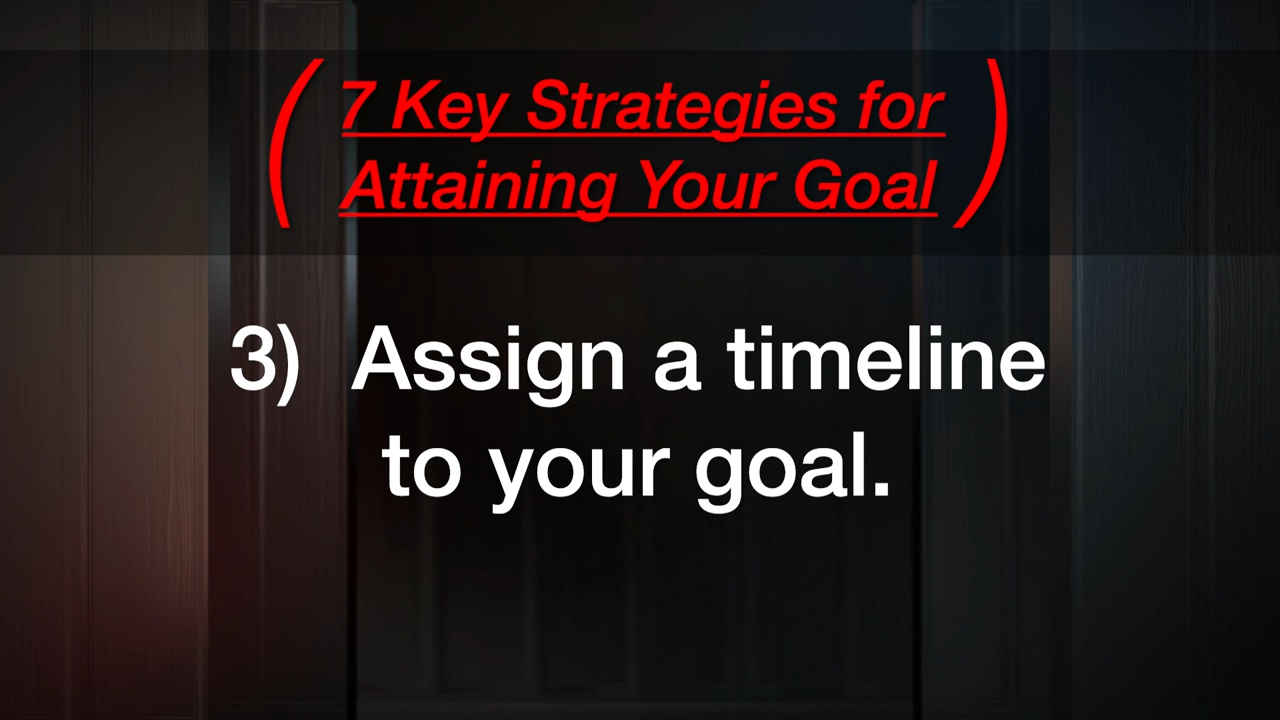 ( 7 Key Strategies for
Attaining Your Goal )
3) Assign a timeline
to your goal.